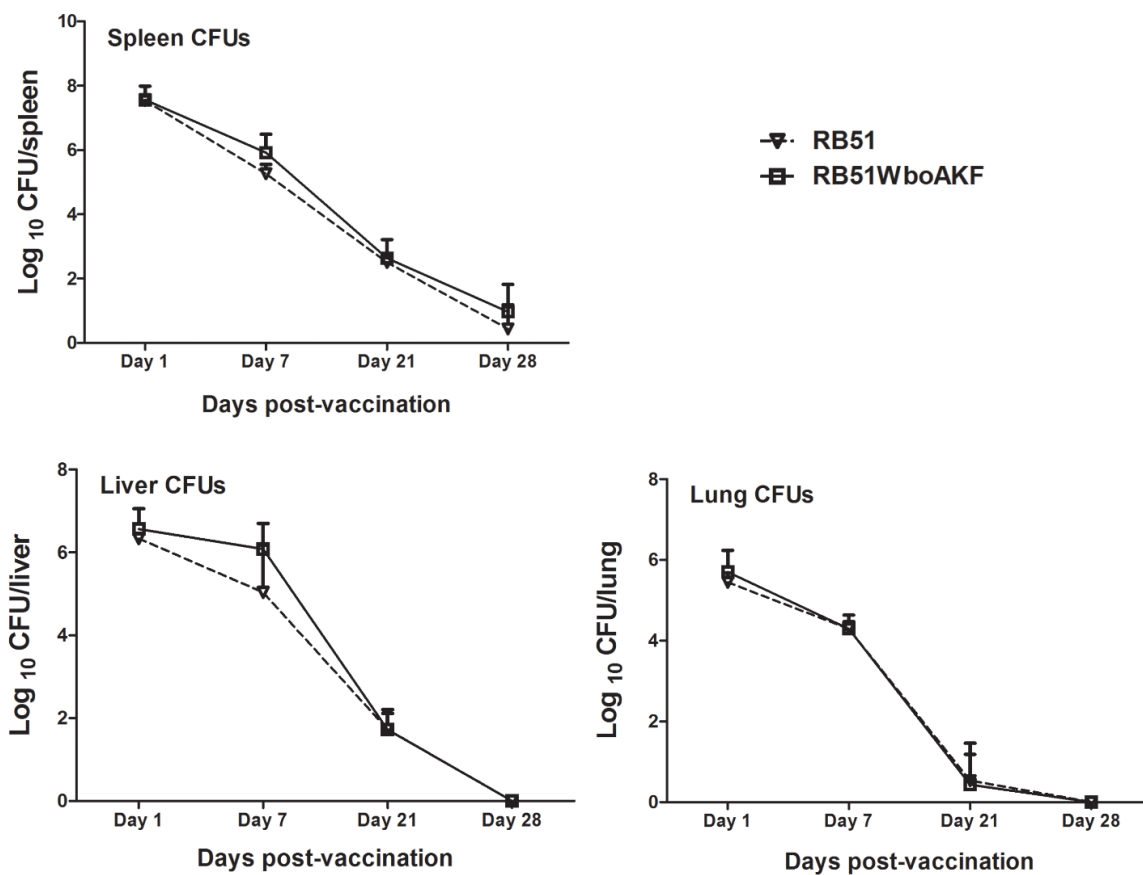 Spleen CFUs
Log 10 CFU/spleen
10
8
6
4
2
0
Day 1 Day 7 Day 21 Day 28
Days post-vaccination
RB51
RB51WboAKF
Liver CFUs
Log 10 CFU/liver
8
6
4
2
0
Day 1 Day 7 Day 21 Day 28
Days post-vaccination
Lung CFUs
Log 10 CFU/lung
8
6
4
2
0
Day 1 Day 7 Day 21 Day 28
Days post-vaccination